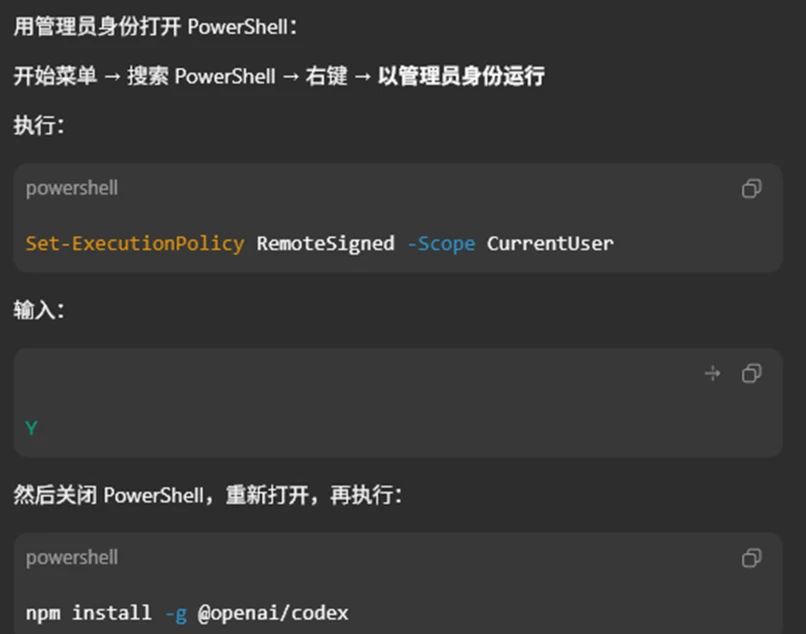 用管理员身份打开 PowerShell：
开始菜单 → 搜索 PowerShell → 右键 → 以管理员身份运行
执行：
powershell
Set-ExecutionPolicy RemoteSigned -Scope CurrentUser
输入：
Y
然后关闭 PowerShell，重新打开，再执行：
powershell
npm install -g @openai/codex